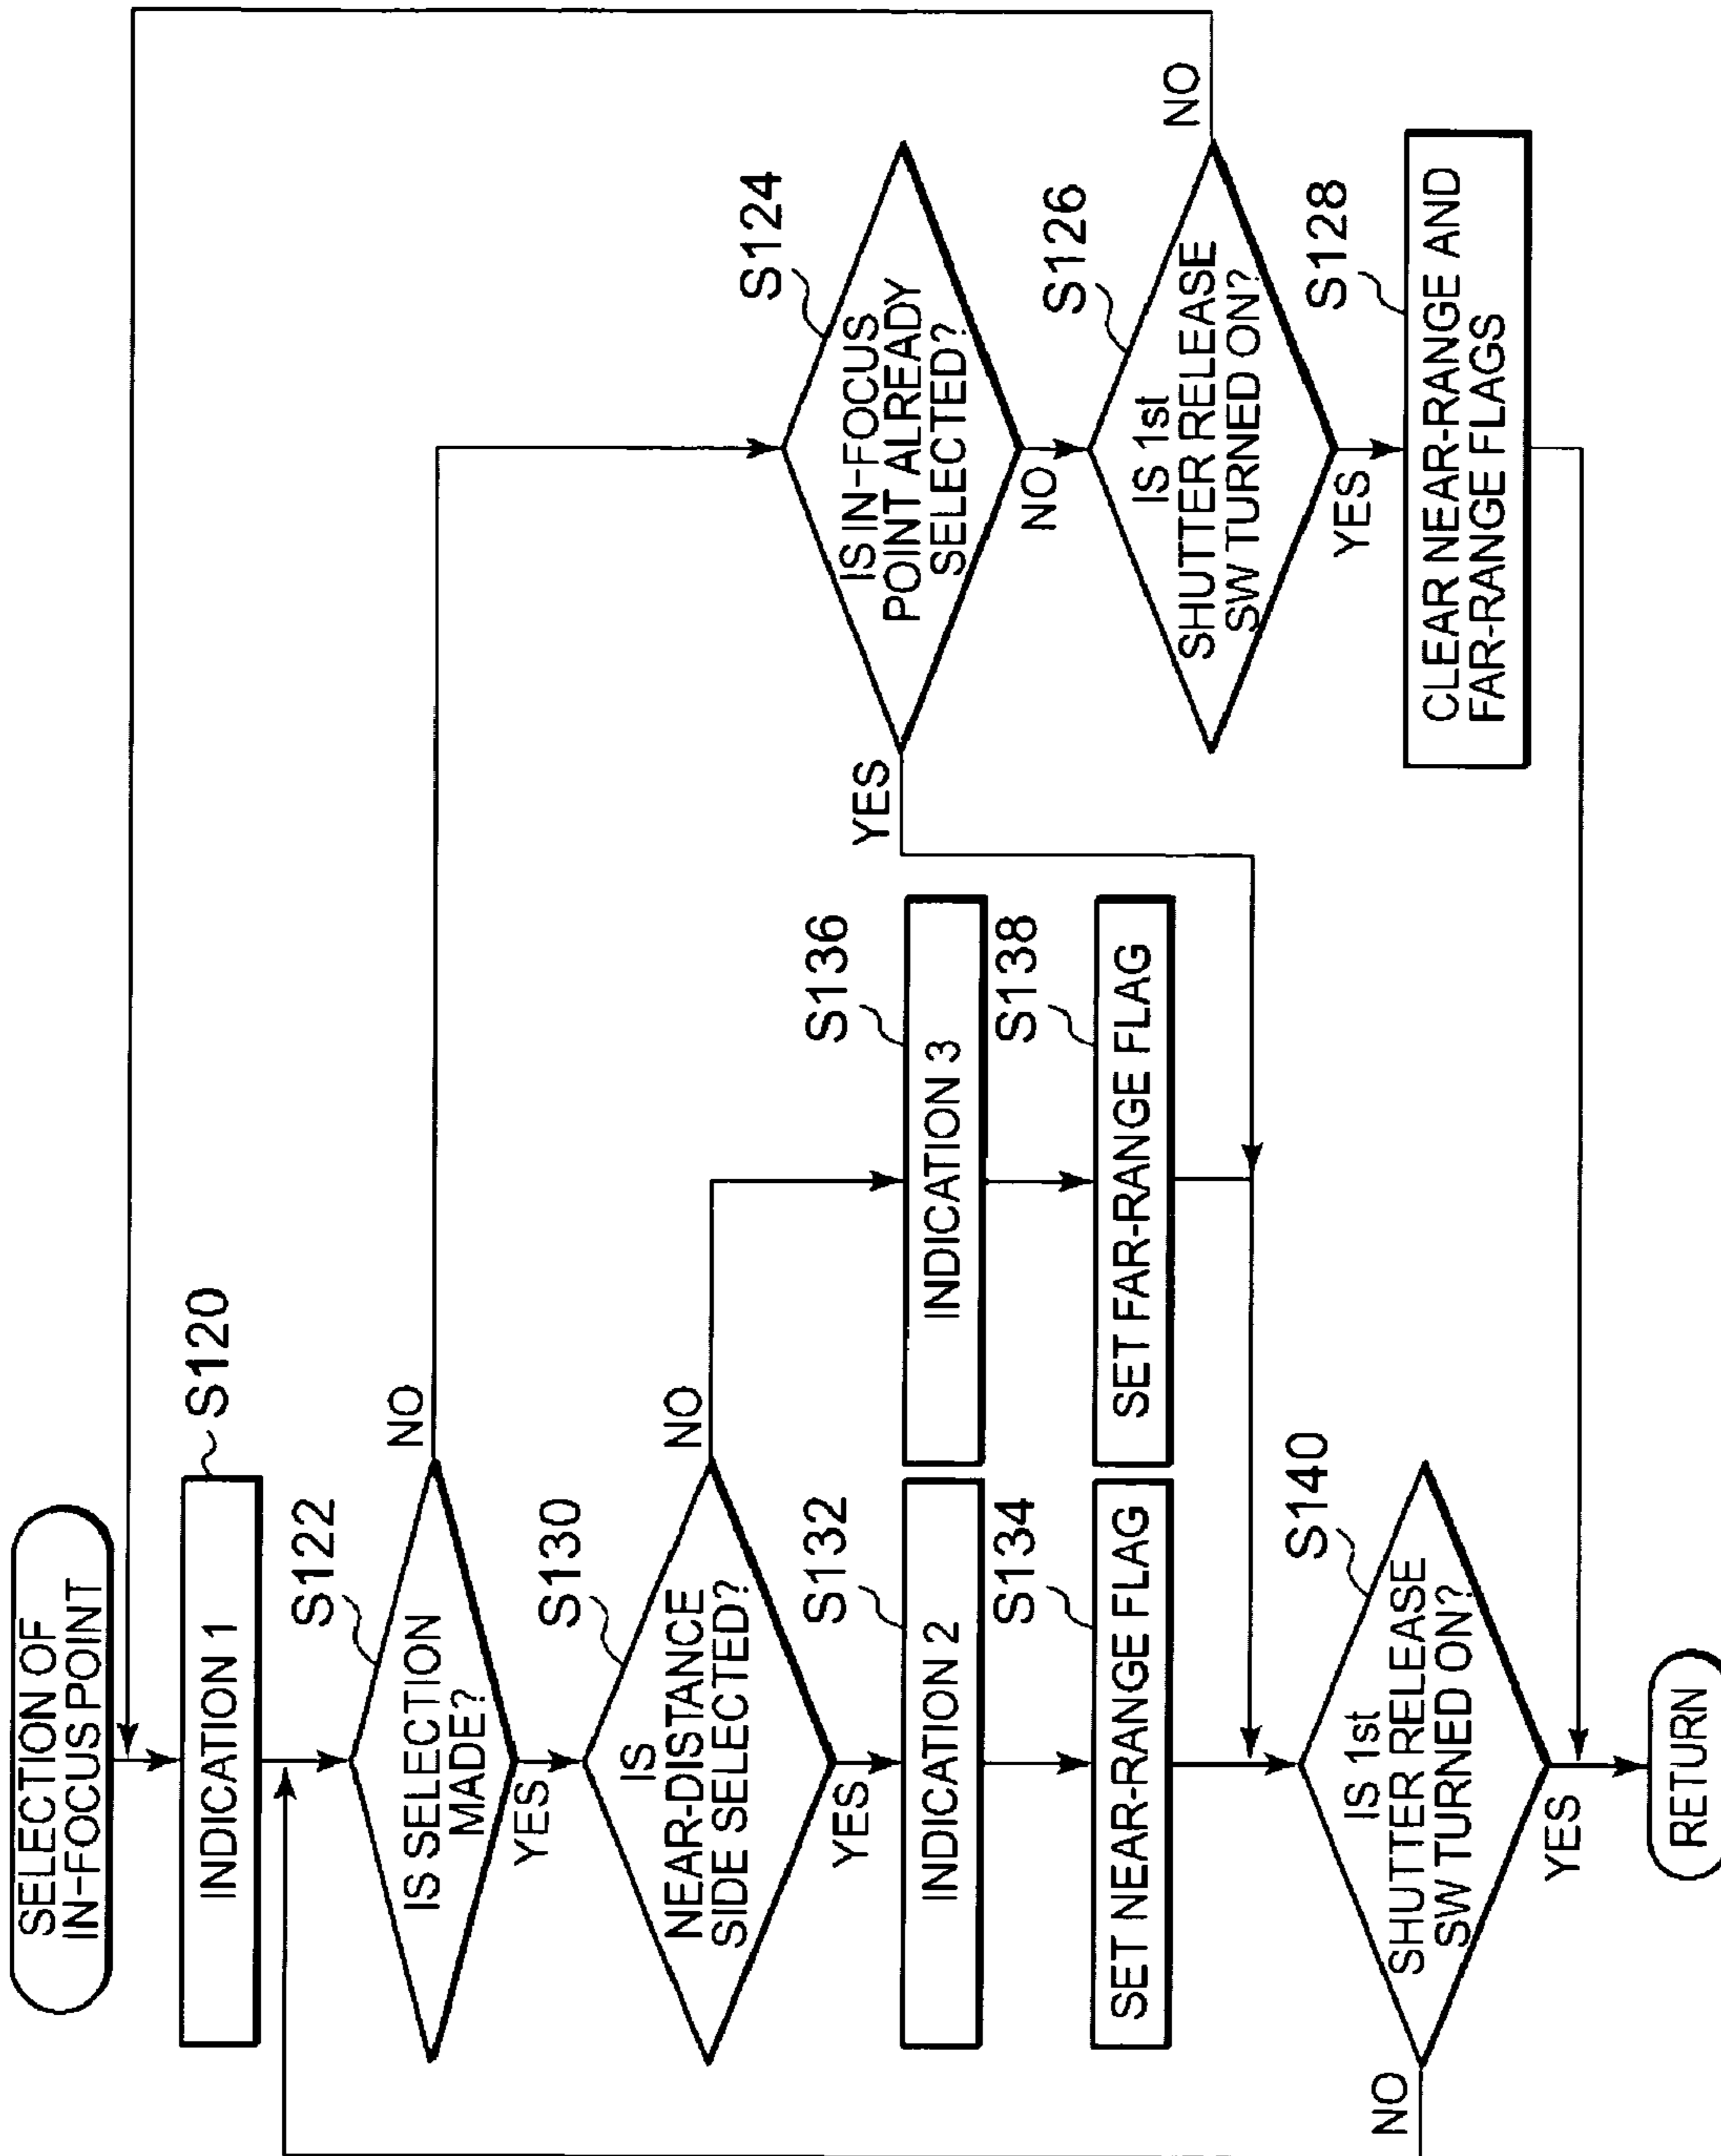 SELECTION OF
IN-FOCUS POINT
INDICATION 1
S120
IS SELECTION
MADE?
S122
NO
YES
IS IN-FOCUS
POINT ALREADY
SELECTED?
S124
YES
NO
IS 1st
SHUTTER RELEASE
SW TURNED ON?
S126
NO
YES
CLEAR NEAR-RANGE AND
FAR-RANGE FLAGS
S128
IS
NEAR-DISTANCE
SIDE SELECTED?
S130
NO
YES
INDICATION 2
S132
SET NEAR-RANGE FLAG
S134
INDICATION 3
S136
SET FAR-RANGE FLAG
S138
IS 1st
SHUTTER RELEASE
SW TURNED ON?
S140
NO
YES
RETURN